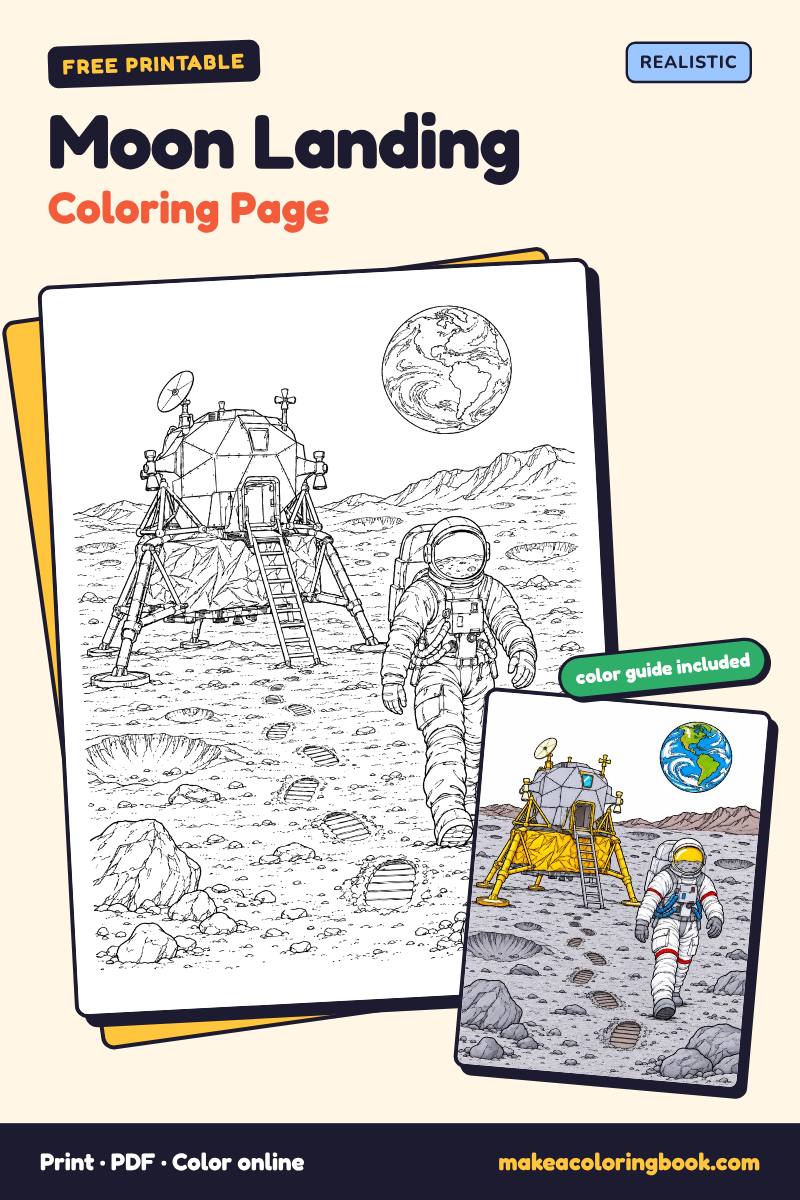 FREE PRINTABLE
REALISTIC
Moon Landing
Coloring Page
color guide included
Print · PDF · Color online
makeacoloringbook.com